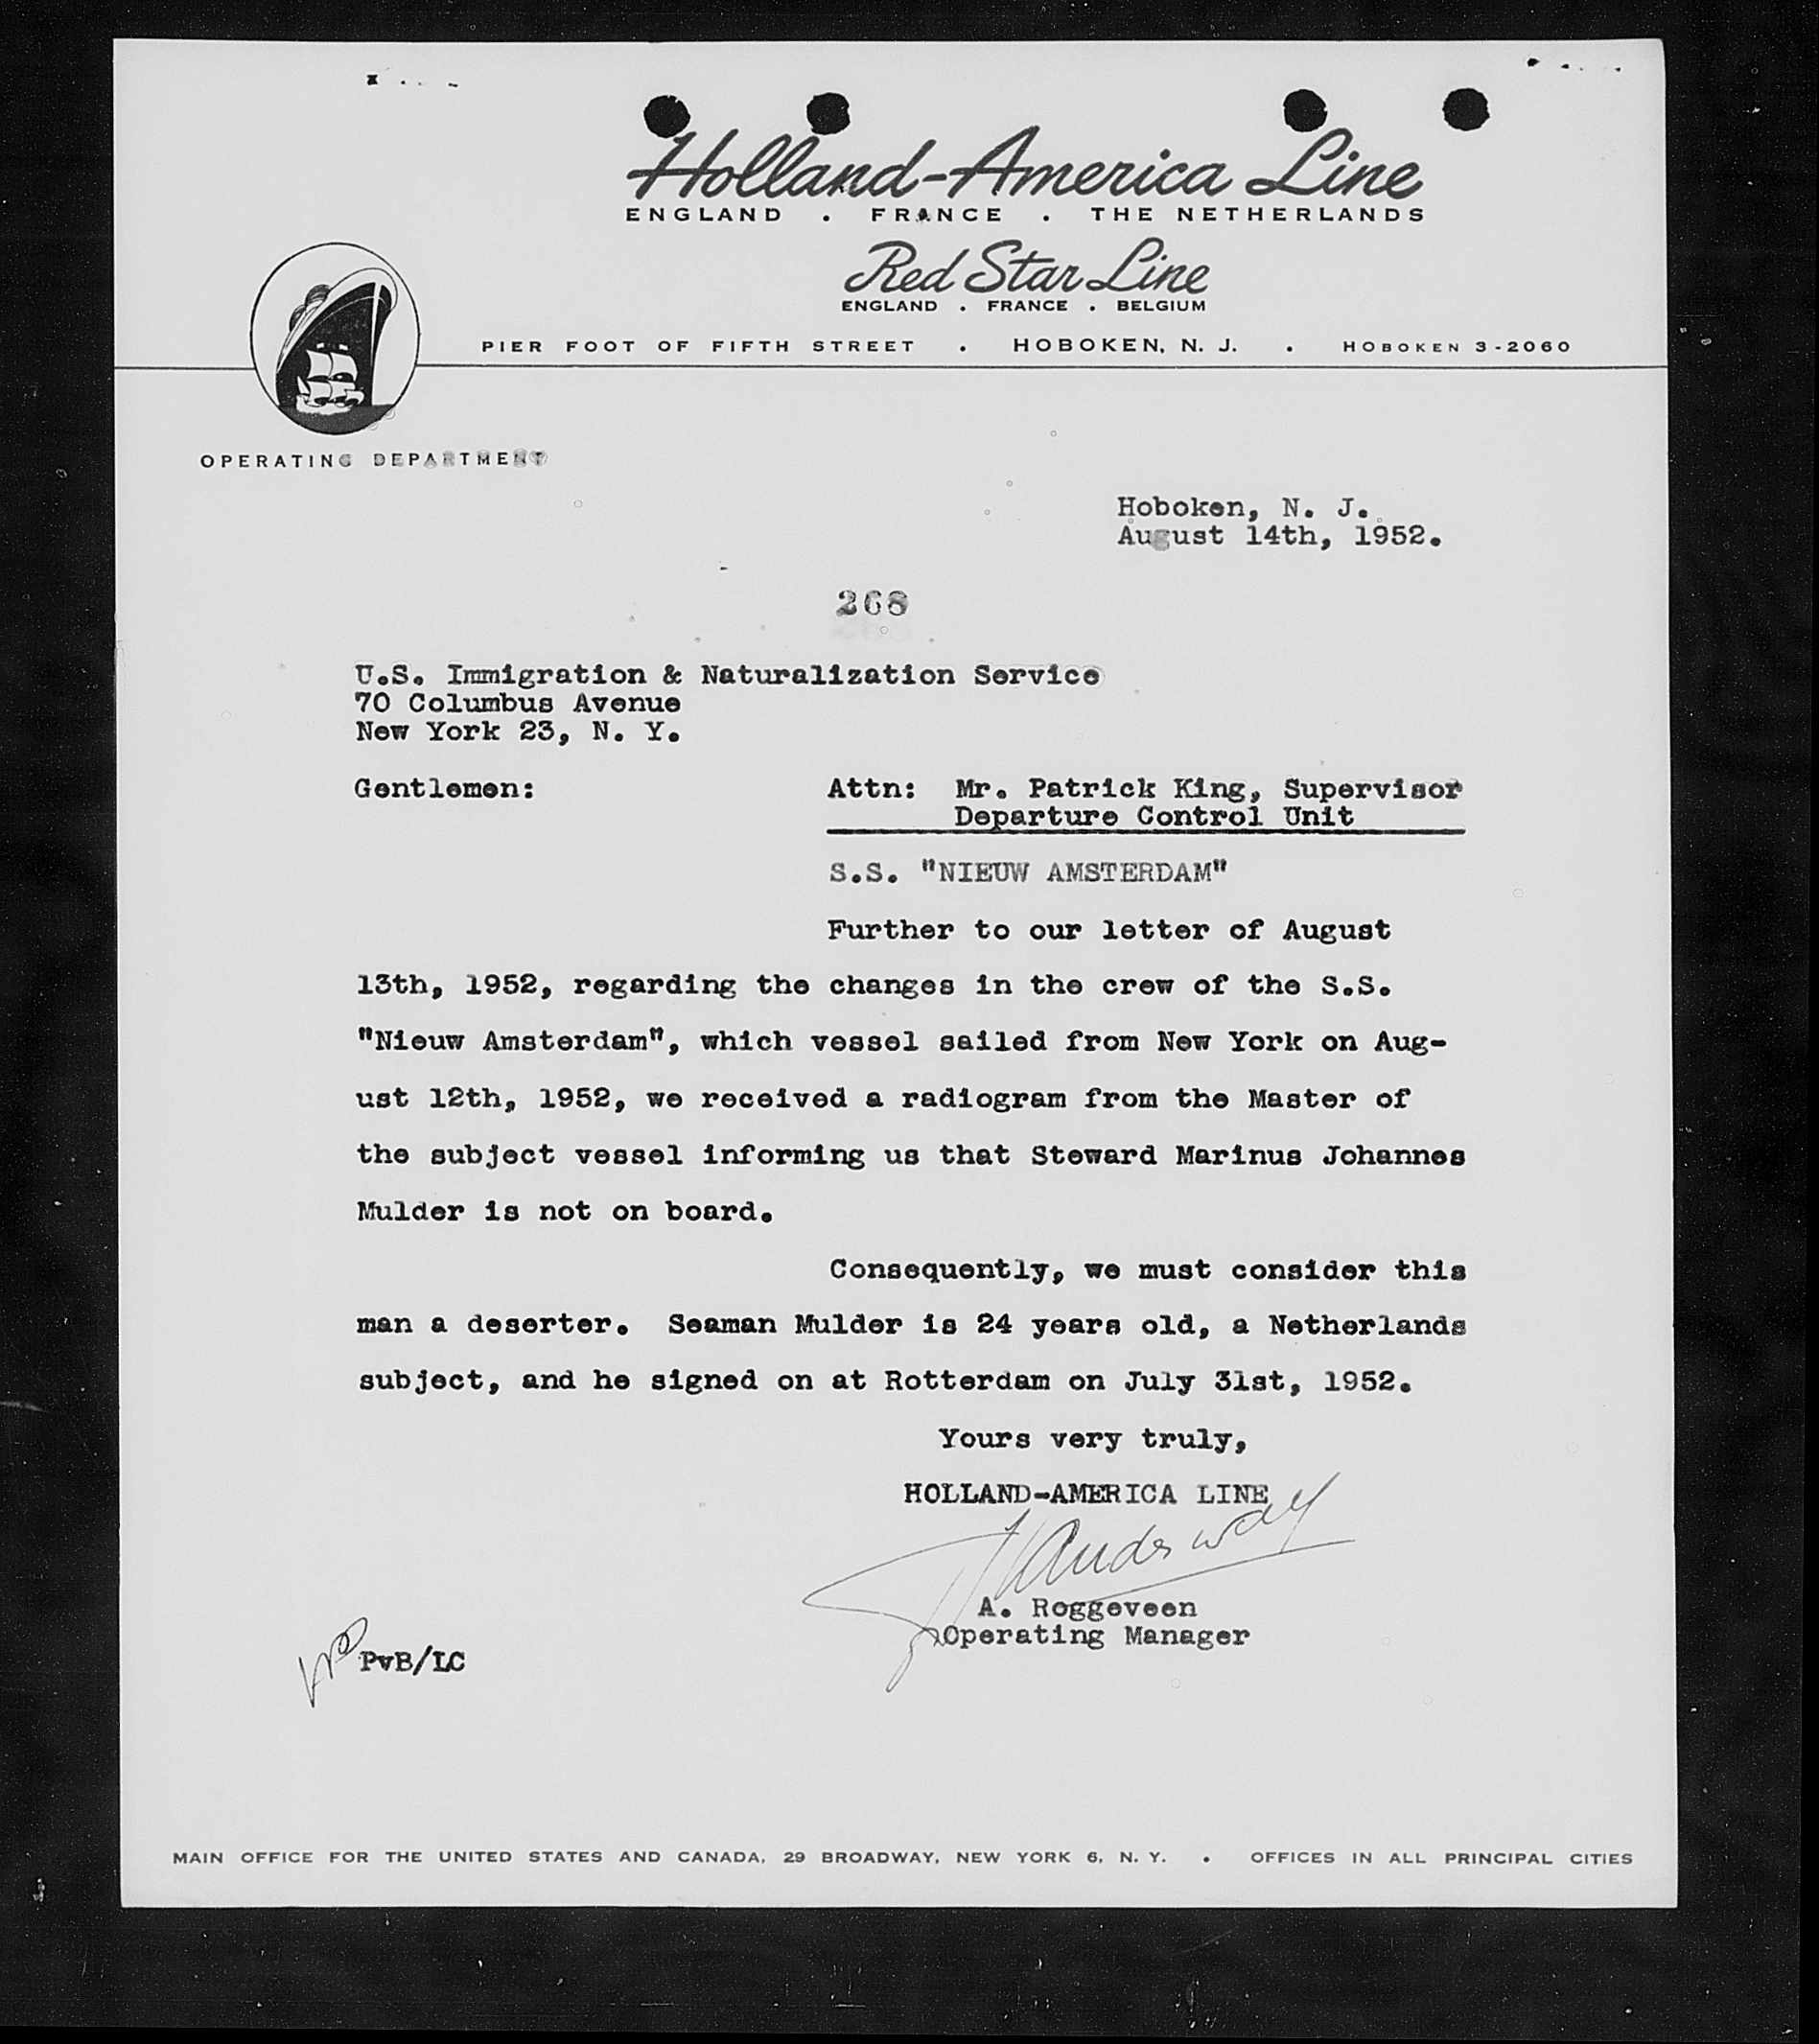 Holland-America Line
ENGLAND . FRANCE . THE NETHERLANDS
Red Star Line
ENGLAND . FRANCE . BELGIUM
PIER FOOT OF FIFTH STREET . HOBOKEN, N. J. . HOBOKEN 3-2060
OPERATING DEPARTMENT
Hoboken, N. J.
August 14th, 1952.
268
U.S. Immigration & Naturalization Service
70 Columbus Avenue
New York 23, N. Y.
Gentlemen: Attn: Mr. Patrick King, Supervisor
Departure Control Unit
S.S. "NIEUW AMSTERDAM"
Further to our letter of August
13th, 1952, regarding the changes in the crew of the S.S.
"Nieuw Amsterdam", which vessel sailed from New York on Aug-
ust 12th, 1952, we received a radiogram from the Master of
the subject vessel informing us that Steward Marinus Johannes
Mulder is not on board.
Consequently, we must consider this
man a deserter. Seaman Mulder is 24 years old, a Netherlands
subject, and he signed on at Rotterdam on July 31st, 1952.
Yours very truly,
HOLLAND-AMERICA LINE
A. Roggeveen
Operating Manager
PvB/LC
MAIN OFFICE FOR THE UNITED STATES AND CANADA, 29 BROADWAY, NEW YORK 6, N. Y. . OFFICES IN ALL PRINCIPAL CITIES